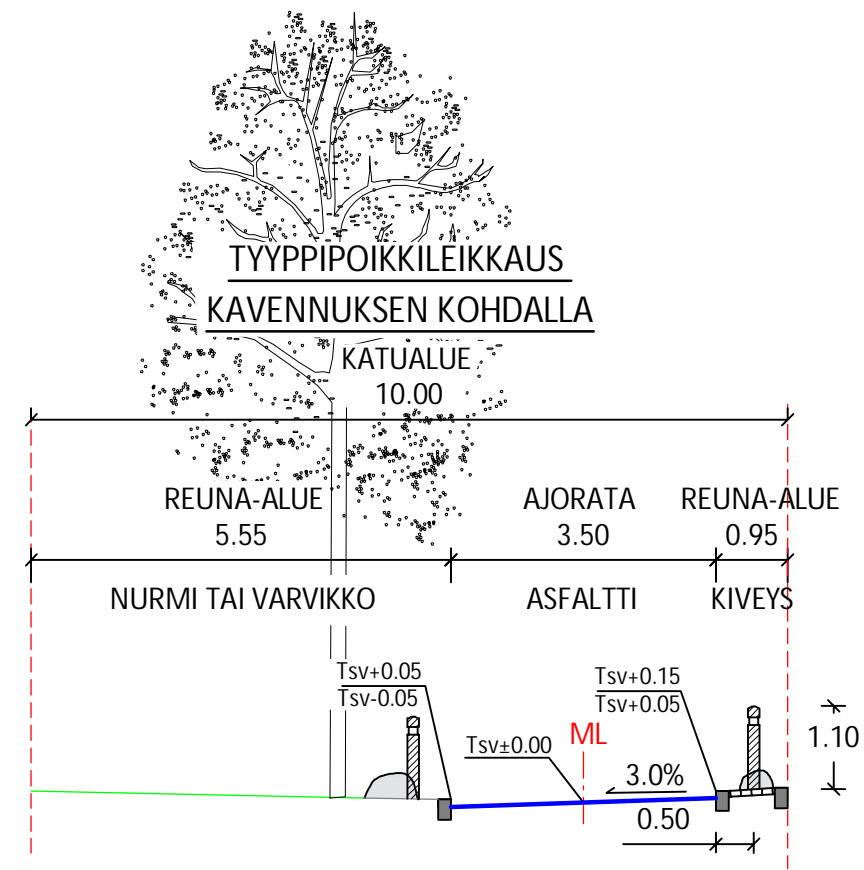 TYYPPIPOIKKILEIKKAUS
KAVENNUKSEN KOHDALLA
KATUALUE
10.00
REUNA-ALUE AJORATA REUNA-ALUE
5.55 3.50 0.95
NURMI TAI VARVIKKO ASFALTTI KIVEYS
Tsv+0.05 Tsv+0.15
Tsv-0.05 Tsv+0.05
Tsv±0.00 ML 1.10
3.0%
0.50